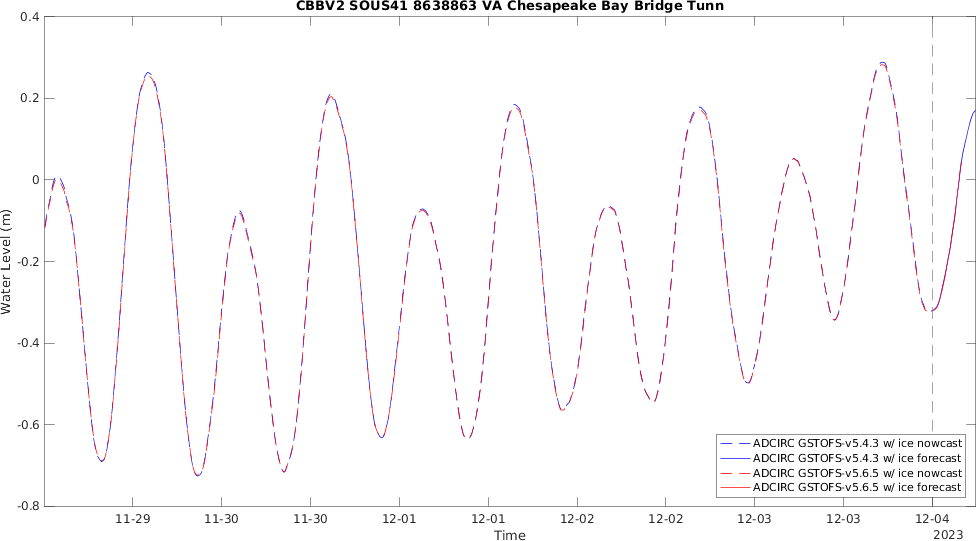 CBBV2 SOUS41 8638863 VA Chesapeake Bay Bridge Tunn
0.4
0.2
0
-0.2
-0.4
-0.6
-0.8
Water Level (m)
ADCIRC GSTOFS-v5.4.3 w/ ice nowcast
ADCIRC GSTOFS-v5.4.3 w/ ice forecast
ADCIRC GSTOFS-v5.6.5 w/ ice nowcast
ADCIRC GSTOFS-v5.6.5 w/ ice forecast
11-29 11-30 11-30 12-01 12-01 12-02 12-02 12-03 12-03 12-04
Time
2023